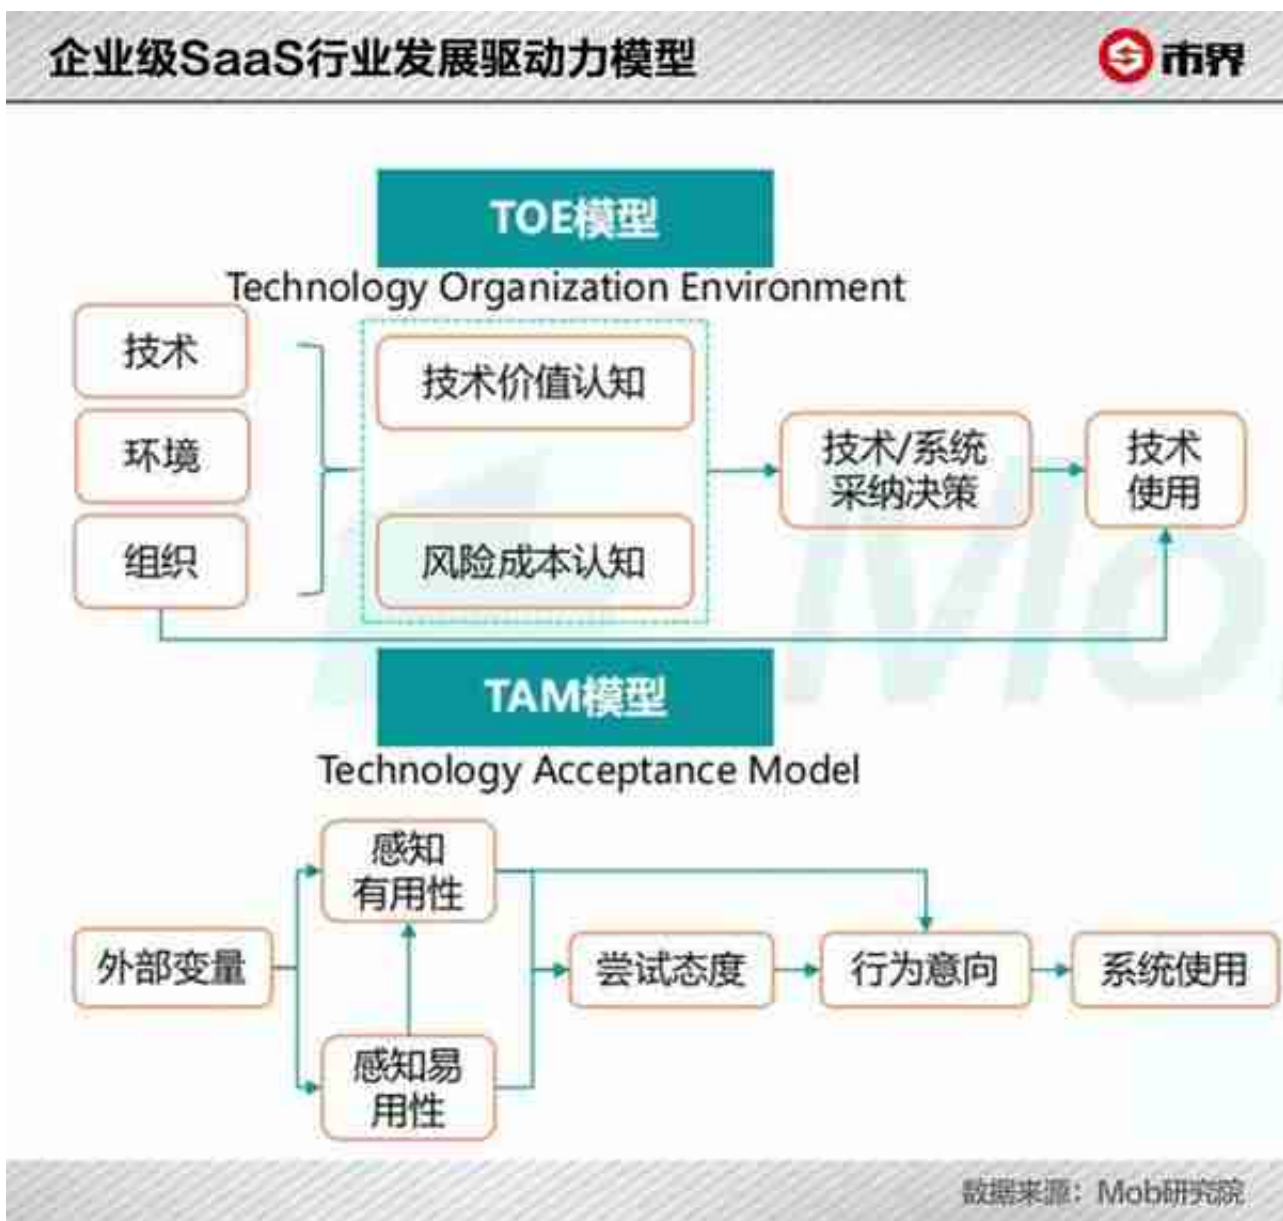 企业级SaaS行业发展驱动力模型
市界
TOE模型
Technology Organization Environment
技术
环境
组织
技术价值认知
风险成本认知
技术/系统
采纳决策
技术
使用
TAM模型
Technology Acceptance Model
外部变量
感知
有用性
感知易
用性
尝试态度
行为意向
系统使用
数据来源：Mob研究院